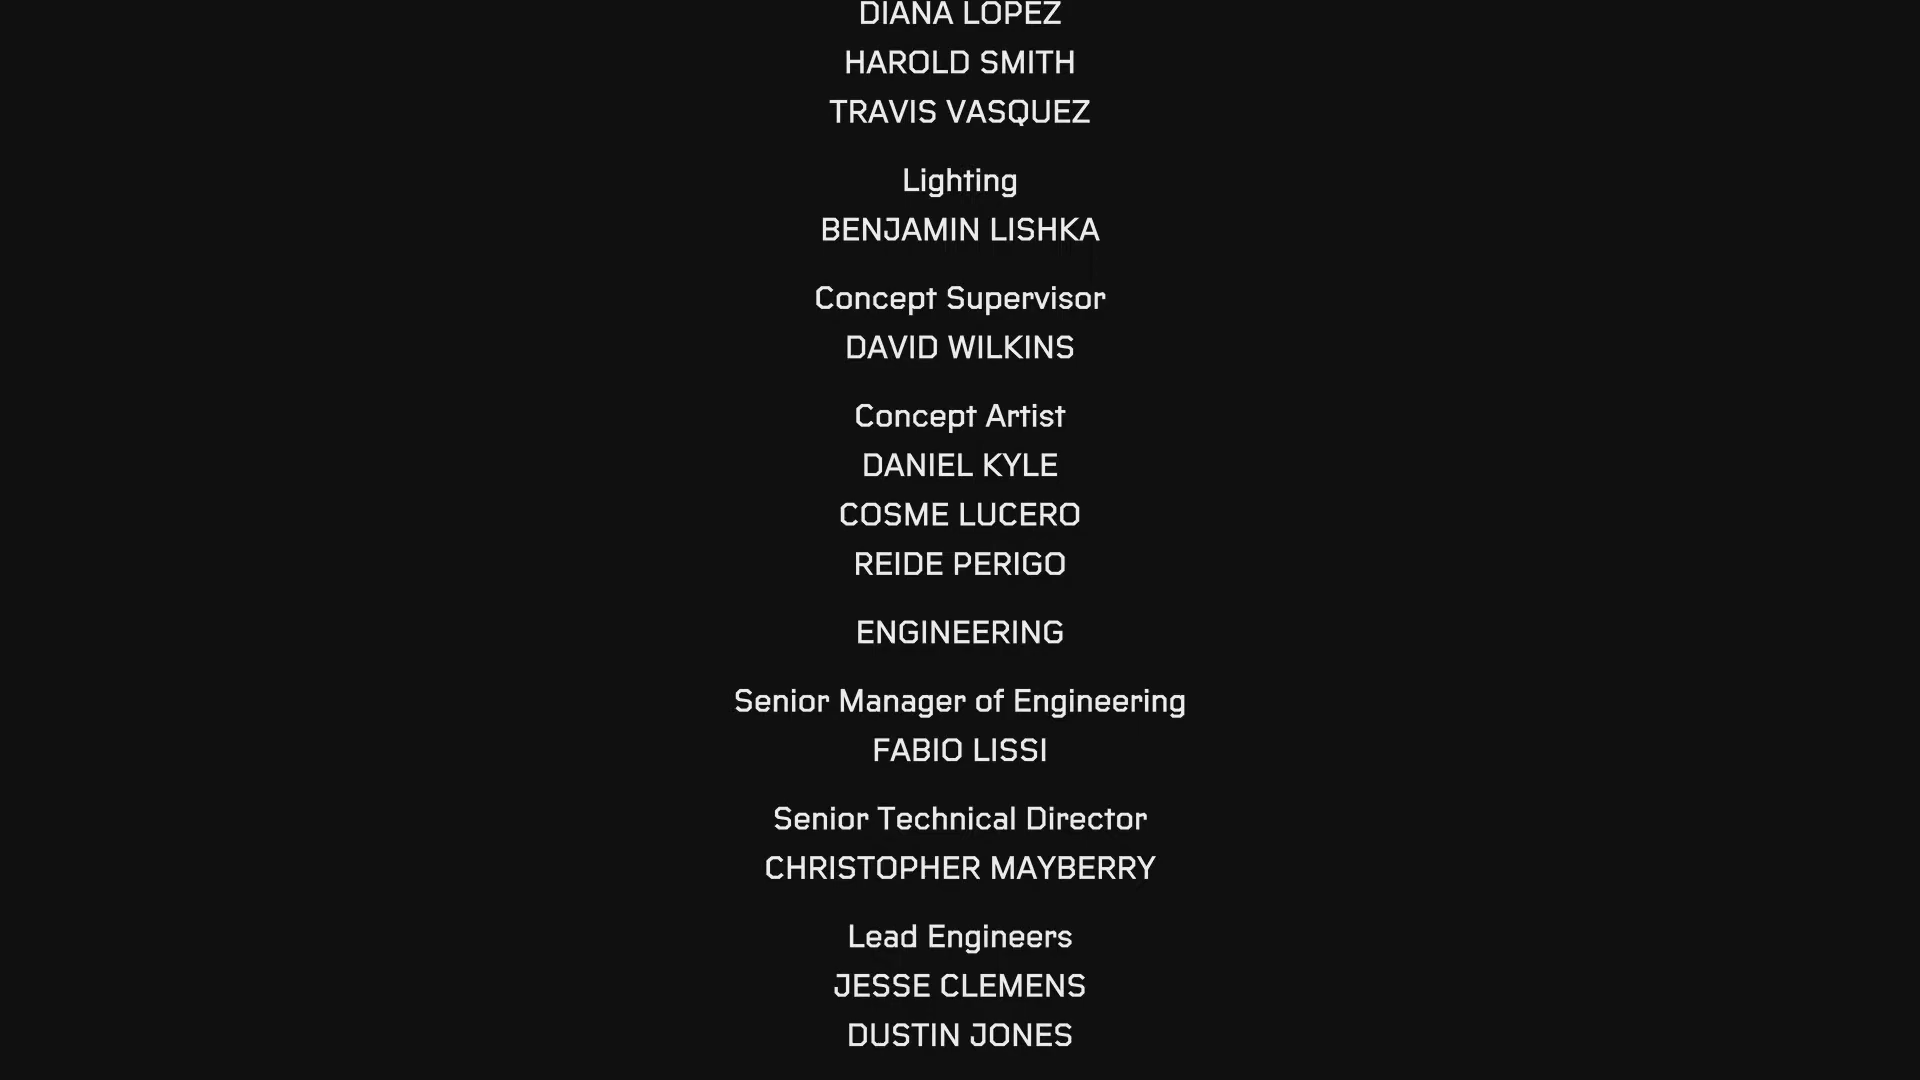 DIANA LOPEZ
HAROLD SMITH
TRAVIS VASQUEZ
Lighting
BENJAMIN LISHKA
Concept Supervisor
DAVID WILKINS
Concept Artist
DANIEL KYLE
COSME LUCERO
REIDE PERIGO
ENGINEERING
Senior Manager of Engineering
FABIO LISSI
Senior Technical Director
CHRISTOPHER MAYBERRY
Lead Engineers
JESSE CLEMENS
DUSTIN JONES